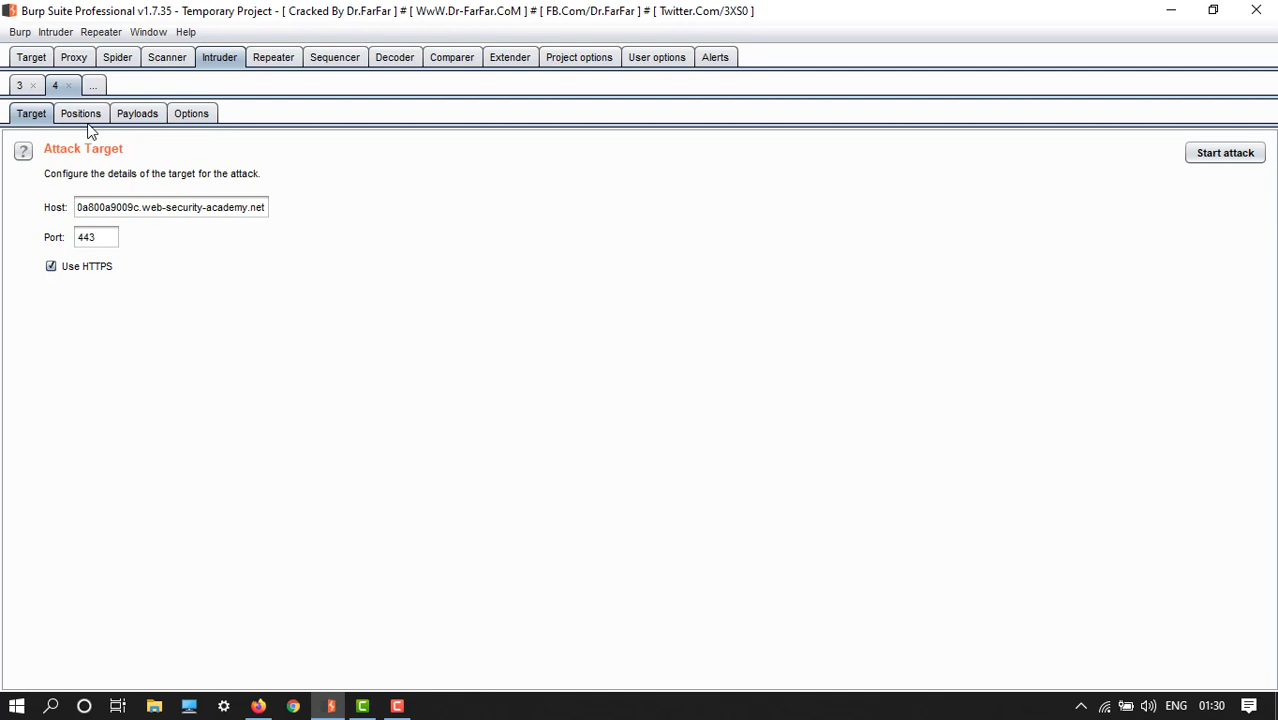 Burp Suite Professional v1.7.35 - Temporary Project - [ Cracked By Dr.FarFar ] # [ WwW.Dr-FarFar.CoM ] # [ FB.Com/Dr.FarFar ] # [ Twitter.Com/3XS0 ]
Burp Intruder Repeater Window Help
Target Proxy Spider Scanner Intruder Repeater Sequencer Decoder Comparer Extender Project options User options Alerts
3 × 4 × ...
Target Positions Payloads Options
? Attack Target Start attack
Configure the details of the target for the attack.
Host: 0a800a9009c.web-security-academy.net
Port: 443
Use HTTPS
ENG 01:30